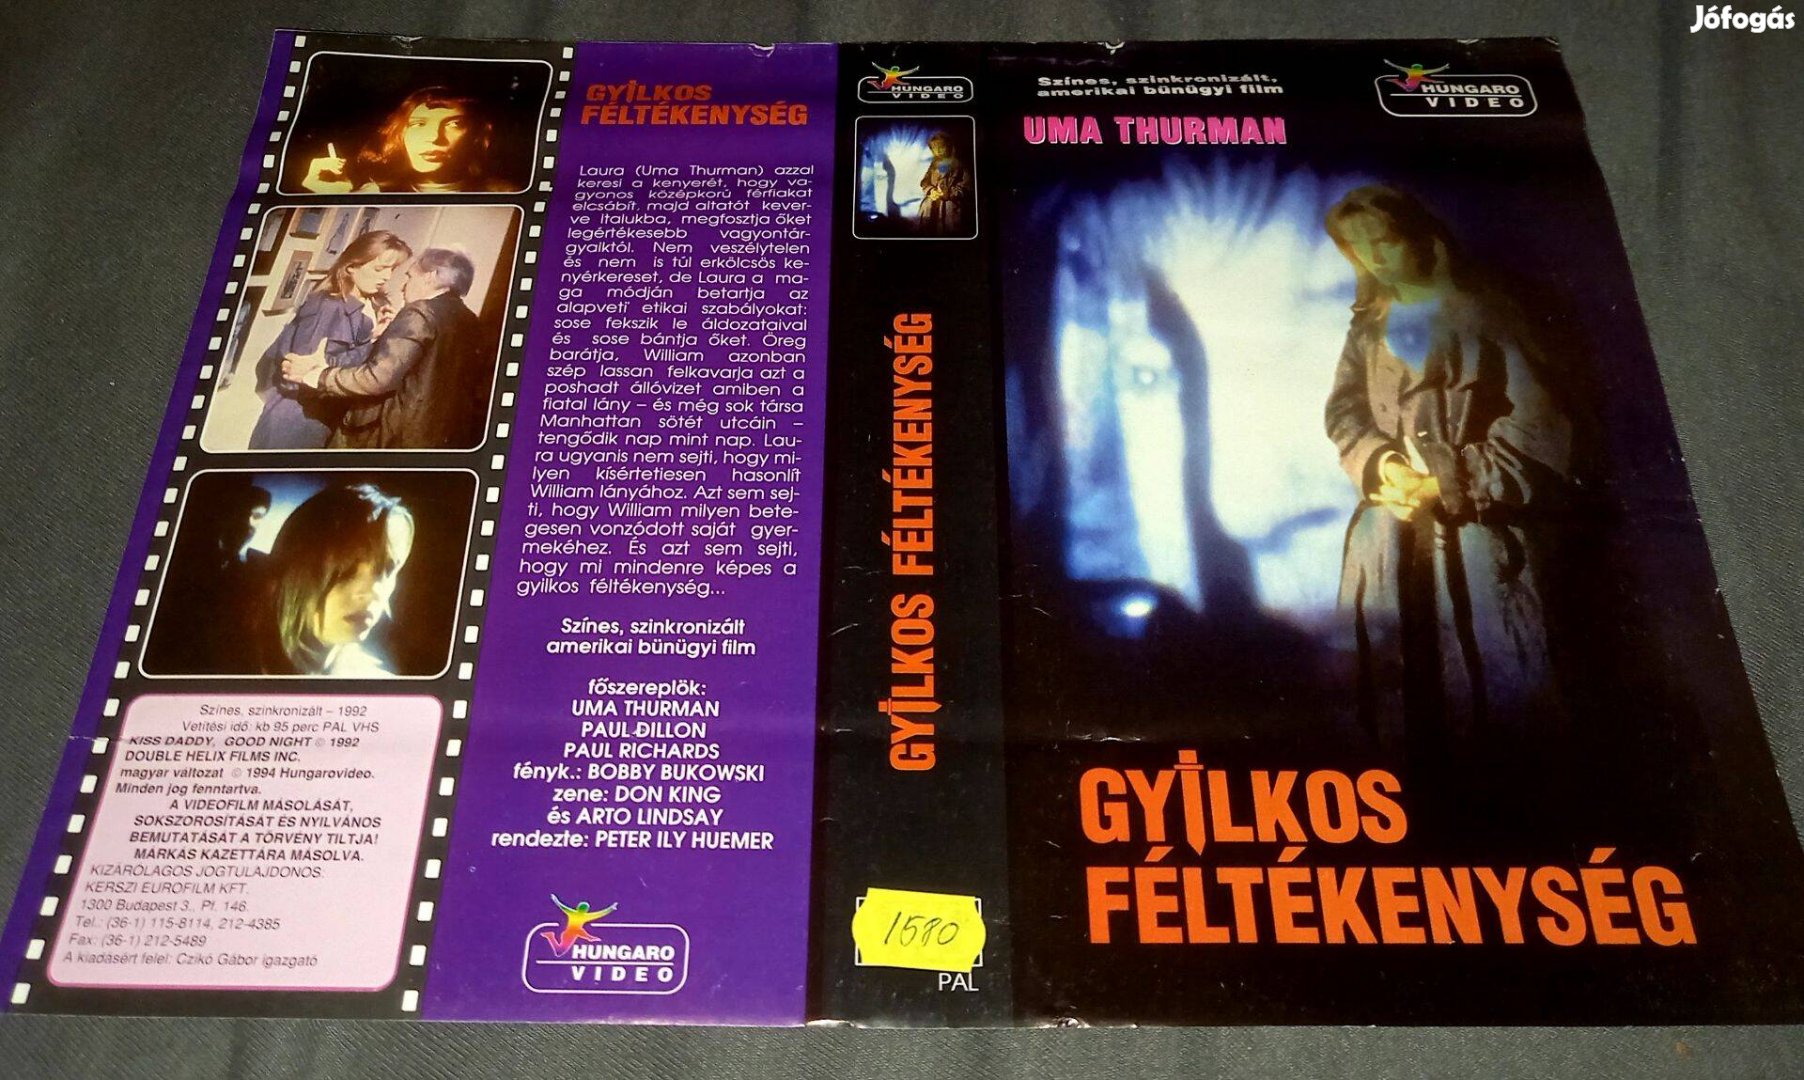 Jófogás
GYILKOS
FÉLTÉKENYSÉG
Laura (Uma Thurman) azzal
keresi a kenyerét, hogy va-
gyonos középkorú férfiakat
elcsábít, majd altatót kever-
ve italukba, megfosztja őket
legértékesebb vagyontár-
gyaiktól. Nem veszélytelen
és nem is túl erkölcsös ke-
nyérkereset, de Laura a ma-
ga módján betartja az
alapveti etikai szabályokat:
sose fekszik le áldozataival
és sose bántja őket. Öreg
barátja, William azonban
szép lassan felkavarja azt a
poshadt állóvizet amiben a
fiatal lány – és még sok társa
Manhattan sötét utcáin –
tengődik nap mint nap. Lau-
ra ugyanis nem sejti, hogy mi-
lyen kísértetiesen hasonlít
William lányához. Azt sem sej-
ti, hogy William milyen bete-
gesen vonzódott saját gyer-
mekéhez. És azt sem sejti,
hogy mi mindenre képes a
gyilkos féltékenység...
Színes, szinkronizált
amerikai bünügyi film
főszereplök:
UMA THURMAN
PAUL DILLON
PAUL RICHARDS
fényk.: BOBBY BUKOWSKI
zene: DON KING
és ARTO LINDSAY
rendezte: PETER ILY HUEMER
HUNGARO
VIDEO
Színes, szinkronizált – 1992
Vetítési idő: kb 95 perc PAL VHS
KISS DADDY, GOOD NIGHT © 1992
DOUBLE HELIX FILMS INC.
magyar változat © 1994 Hungarovideo.
Minden jog fenntartva.
A VIDEOFILM MÁSOLÁSÁT,
SOKSZOROSÍTÁSÁT ÉS NYILVÁNOS
BEMUTATÁSÁT A TÖRVÉNY TILTJA!
MÁRKÁS KAZETTÁRA MÁSOLVA.
KIZÁRÓLAGOS JOGTULAJDONOS:
KERSZI EUROFILM KFT.
1300 Budapest 3., Pf. 146.
Tel.: (36-1) 115-8114, 212-4385
Fax: (36-1) 212-5489
A kiadásért felel: Czikó Gábor igazgató
HUNGARO
VIDEO
GYILKOS FÉLTÉKENYSÉG
1580
PAL
Színes, szinkronizált,
amerikai bünügyi film
HUNGARO
VIDEO
UMA THURMAN
GYILKOS
FÉLTÉKENYSÉG